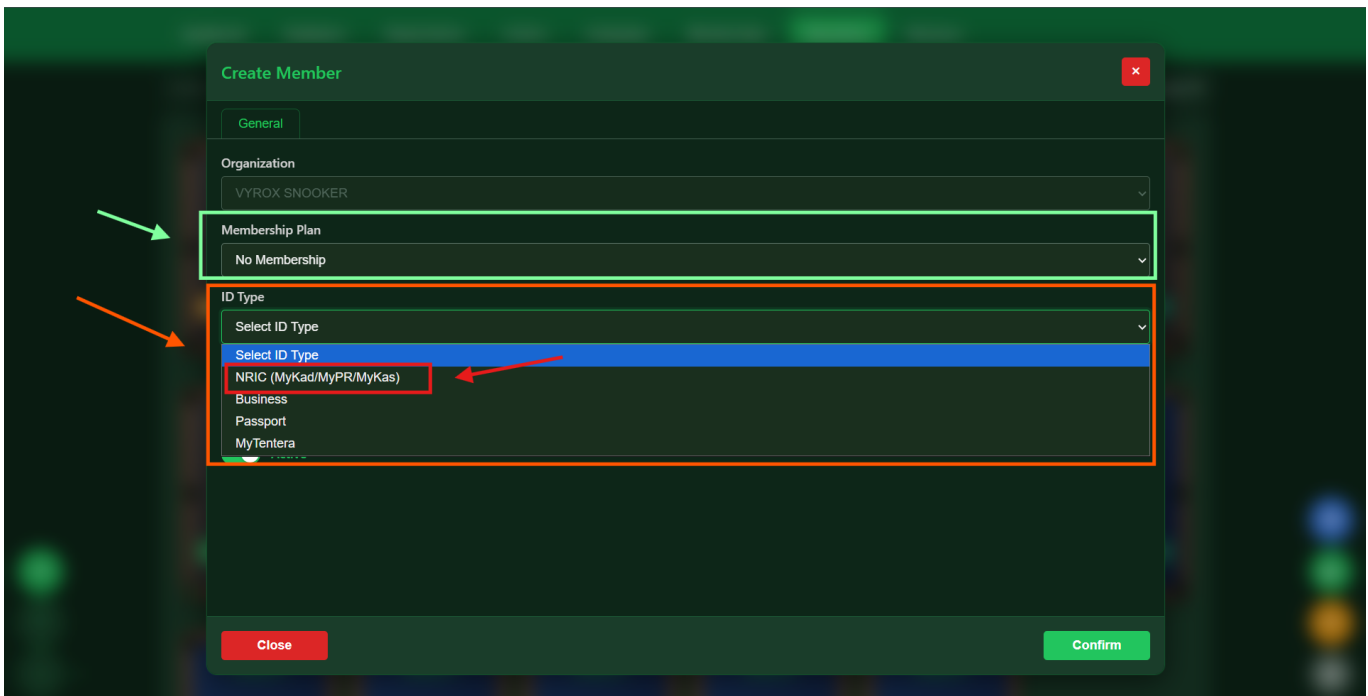 Create Member
×
General
Organization
VYROX SNOOKER
Membership Plan
No Membership
ID Type
Select ID Type
Select ID Type
NRIC (MyKad/MyPR/MyKas)
Business
Passport
MyTentera
Close
Confirm